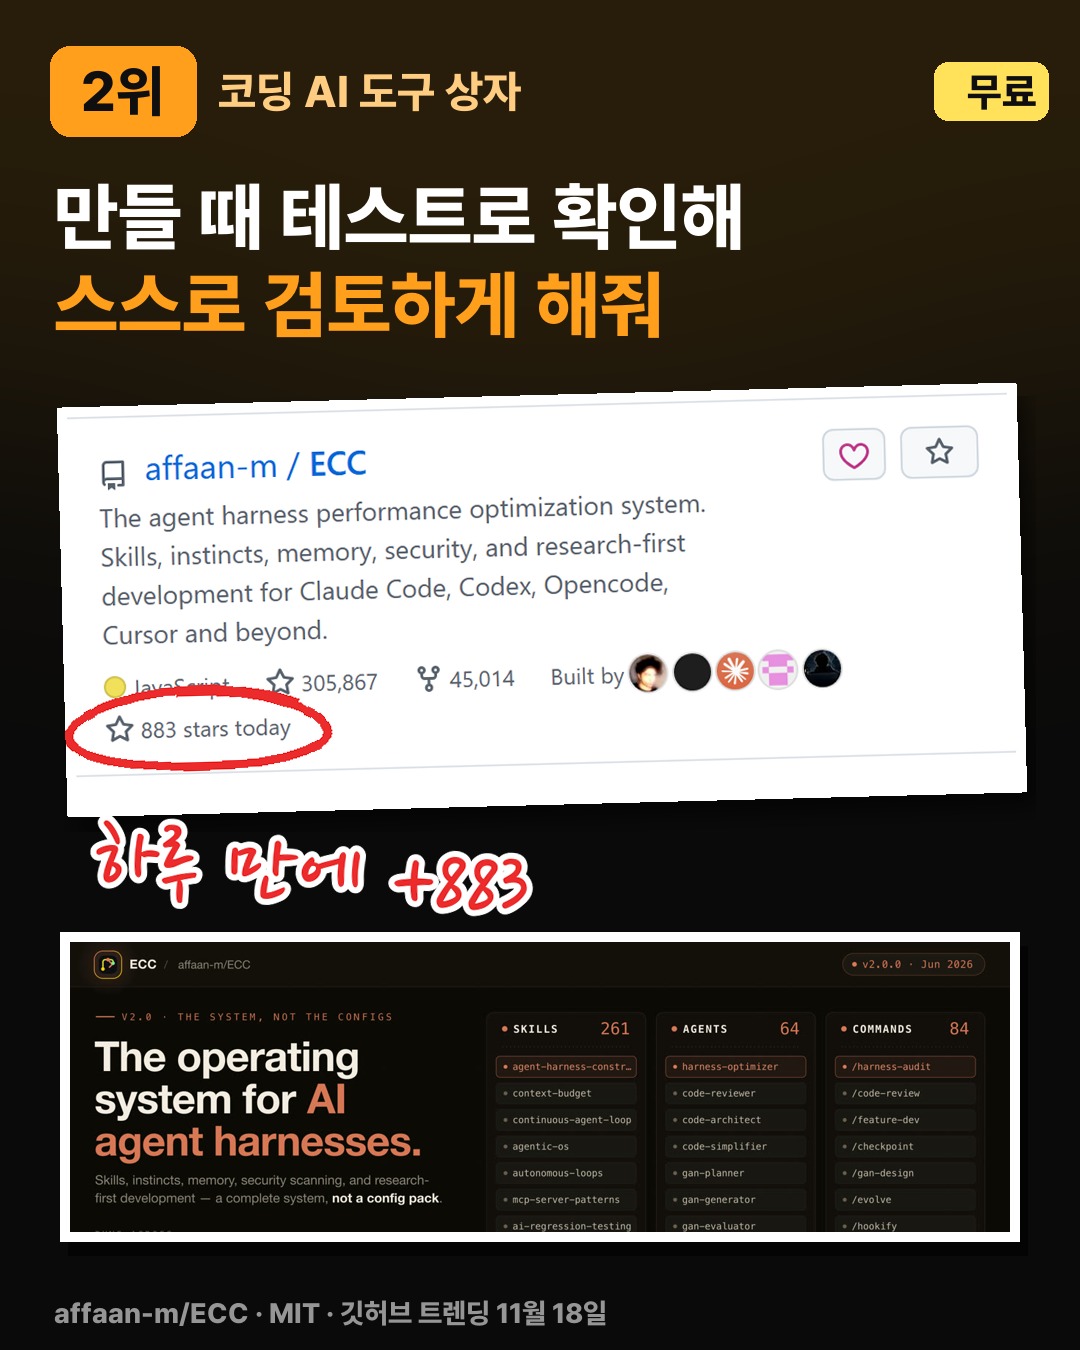 2위 코딩 AI 도구 상자
무료
만들 때 테스트로 확인해
스스로 검토하게 해줘
affaan-m / ECC
The agent harness performance optimization system.
Skills, instincts, memory, security, and research-first
development for Claude Code, Codex, Opencode,
Cursor and beyond.
JavaScript 305,867 45,014 Built by
883 stars today
하루 만에 +883
ECC / affaan-m/ECC
v2.0.0 · Jun 2026
V2.0 · THE SYSTEM, NOT THE CONFIGS
The operating
system for AI
agent harnesses.
Skills, instincts, memory, security scanning, and research-
first development — a complete system, not a config pack.
SKILLS 261
agent-harness-constr…
context-budget
continuous-agent-loop
agentic-os
autonomous-loops
mcp-server-patterns
ai-regression-testing
AGENTS 64
harness-optimizer
code-reviewer
code-architect
code-simplifier
gan-planner
gan-generator
gan-evaluator
COMMANDS 84
/harness-audit
/code-review
/feature-dev
/checkpoint
/gan-design
/evolve
/hookify
affaan-m/ECC · MIT · 깃허브 트렌딩 11월 18일